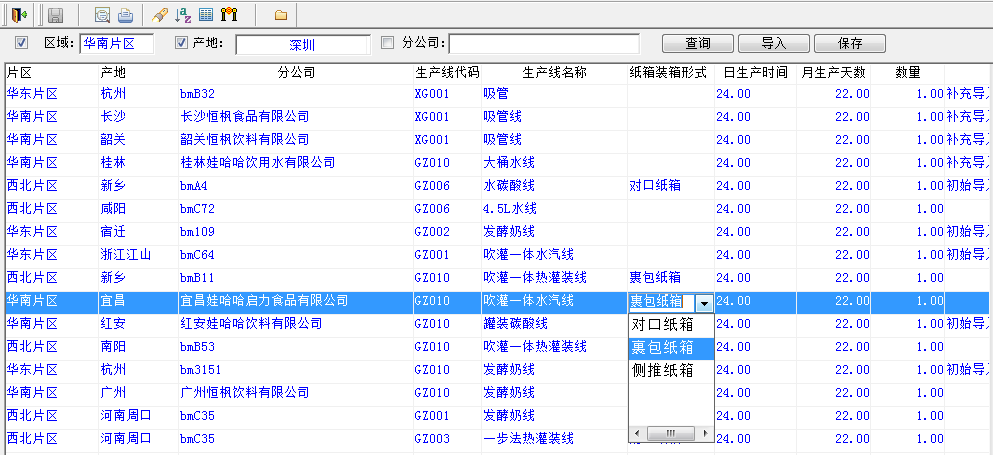 区域: 华南片区 产地: 深圳 分公司: 查询 导入 保存
片区 产地 分公司 生产线代码 生产线名称 纸箱装箱形式 日生产时间 月生产天数 数量
华东片区 杭州 bmB32 XG001 吸管 24.00 22.00 1.00 补充导入
华南片区 长沙 长沙恒枫食品有限公司 XG001 吸管线 24.00 22.00 1.00 补充导入
华南片区 韶关 韶关恒枫饮料有限公司 XG001 吸管线 24.00 22.00 1.00 补充导入
华南片区 桂林 桂林娃哈哈饮用水有限公司 GZ010 大桶水线 24.00 22.00 1.00 补充导入
西北片区 新乡 bmA4 GZ006 水碳酸线 对口纸箱 24.00 22.00 1.00 初始导入
西北片区 咸阳 bmC72 GZ006 4.5L水线 24.00 22.00 1.00
华东片区 宿迁 bm109 GZ002 发酵奶线 24.00 22.00 1.00 初始导入
华东片区 浙江江山 bmC64 GZ001 吹灌一体水汽线 24.00 22.00 1.00 初始导入
西北片区 新乡 bmB11 GZ010 吹灌一体热灌装线 裹包纸箱 24.00 22.00 1.00
华南片区 宜昌 宜昌娃哈哈启力食品有限公司 GZ010 吹灌一体水汽线 裹包纸箱 24.00 22.00 1.00
华南片区 红安 红安娃哈哈饮料有限公司 GZ010 罐装碳酸线 对口纸箱 24.00 22.00 1.00 初始导入
西北片区 南阳 bmB53 GZ010 吹灌一体热灌装线 裹包纸箱 24.00 22.00 1.00
华东片区 杭州 bm3151 GZ010 发酵奶线 侧推纸箱 24.00 22.00 1.00 初始导入
华南片区 广州 广州恒枫饮料有限公司 GZ010 发酵奶线 24.00 22.00 1.00
西北片区 河南周口 bmC35 GZ001 发酵奶线 24.00 22.00 1.00
西北片区 河南周口 bmC35 GZ003 一步法热灌装线 24.00 22.00 1.00